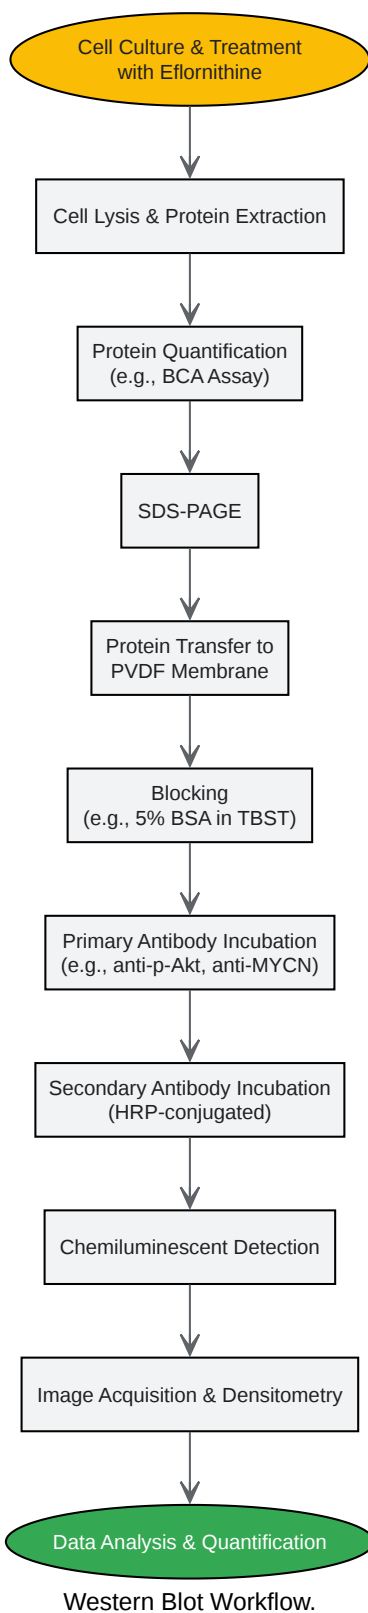 Cell Culture & Treatment
with Eflornithine
Cell Lysis & Protein Extraction
Protein Quantification
(e.g., BCA Assay)
SDS-PAGE
Protein Transfer to
PVDF Membrane
Blocking
(e.g., 5% BSA in TBST)
Primary Antibody Incubation
(e.g., anti-p-Akt, anti-MYCN)
Secondary Antibody Incubation
(HRP-conjugated)
Chemiluminescent Detection
Image Acquisition & Densitometry
Data Analysis & Quantification
Western Blot Workflow.